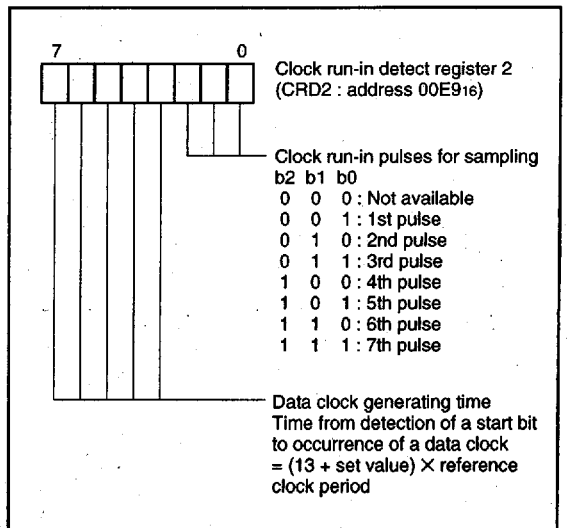 7 0
Clock run-in detect register 2
(CRD2 : address 00E916)
Clock run-in pulses for sampling
b2 b1 b0
0 0 0 : Not available
0 0 1 : 1st pulse
0 1 0 : 2nd pulse
0 1 1 : 3rd pulse
1 0 0 : 4th pulse
1 0 1 : 5th pulse
1 1 0 : 6th pulse
1 1 1 : 7th pulse
Data clock generating time
Time from detection of a start bit
to occurrence of a data clock
= (13 + set value) × reference
clock period